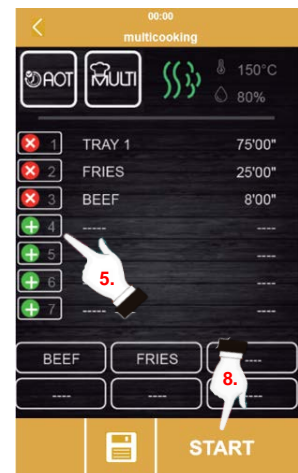 00:00
multicooking
AOT MULTI 150°C
80%
1 TRAY 1 75'00"
2 FRIES 25'00"
3 BEEF 8'00"
4 ----- ----
5 ----
6 ----
7 ----- ----
5.
BEEF FRIES ----
8.
---- ---- ----
START